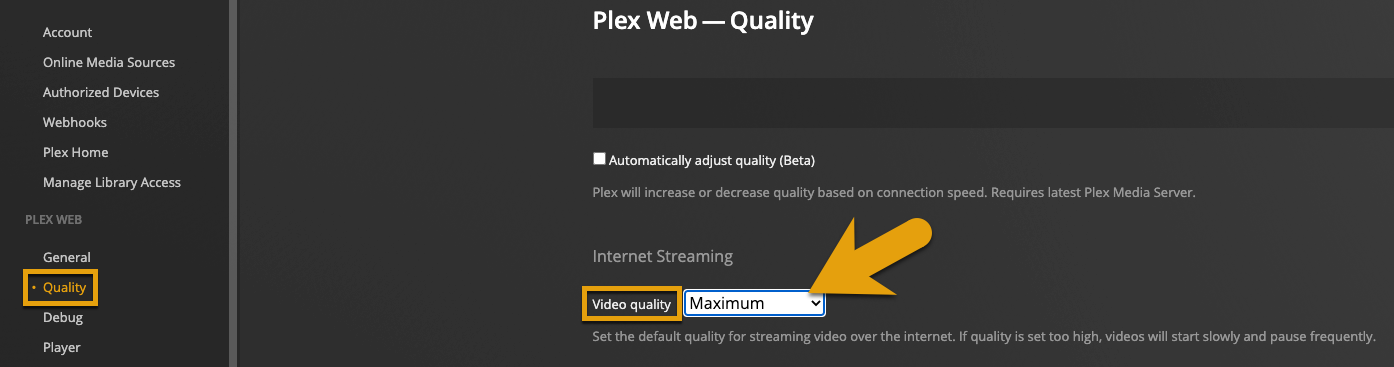 Account
Online Media Sources
Authorized Devices
Webhooks
Plex Home
Manage Library Access
PLEX WEB
General
• Quality
Debug
Player
Plex Web — Quality
Automatically adjust quality (Beta)
Plex will increase or decrease quality based on connection speed. Requires latest Plex Media Server.
Internet Streaming
Video quality Maximum
Set the default quality for streaming video over the internet. If quality is set too high, videos will start slowly and pause frequently.